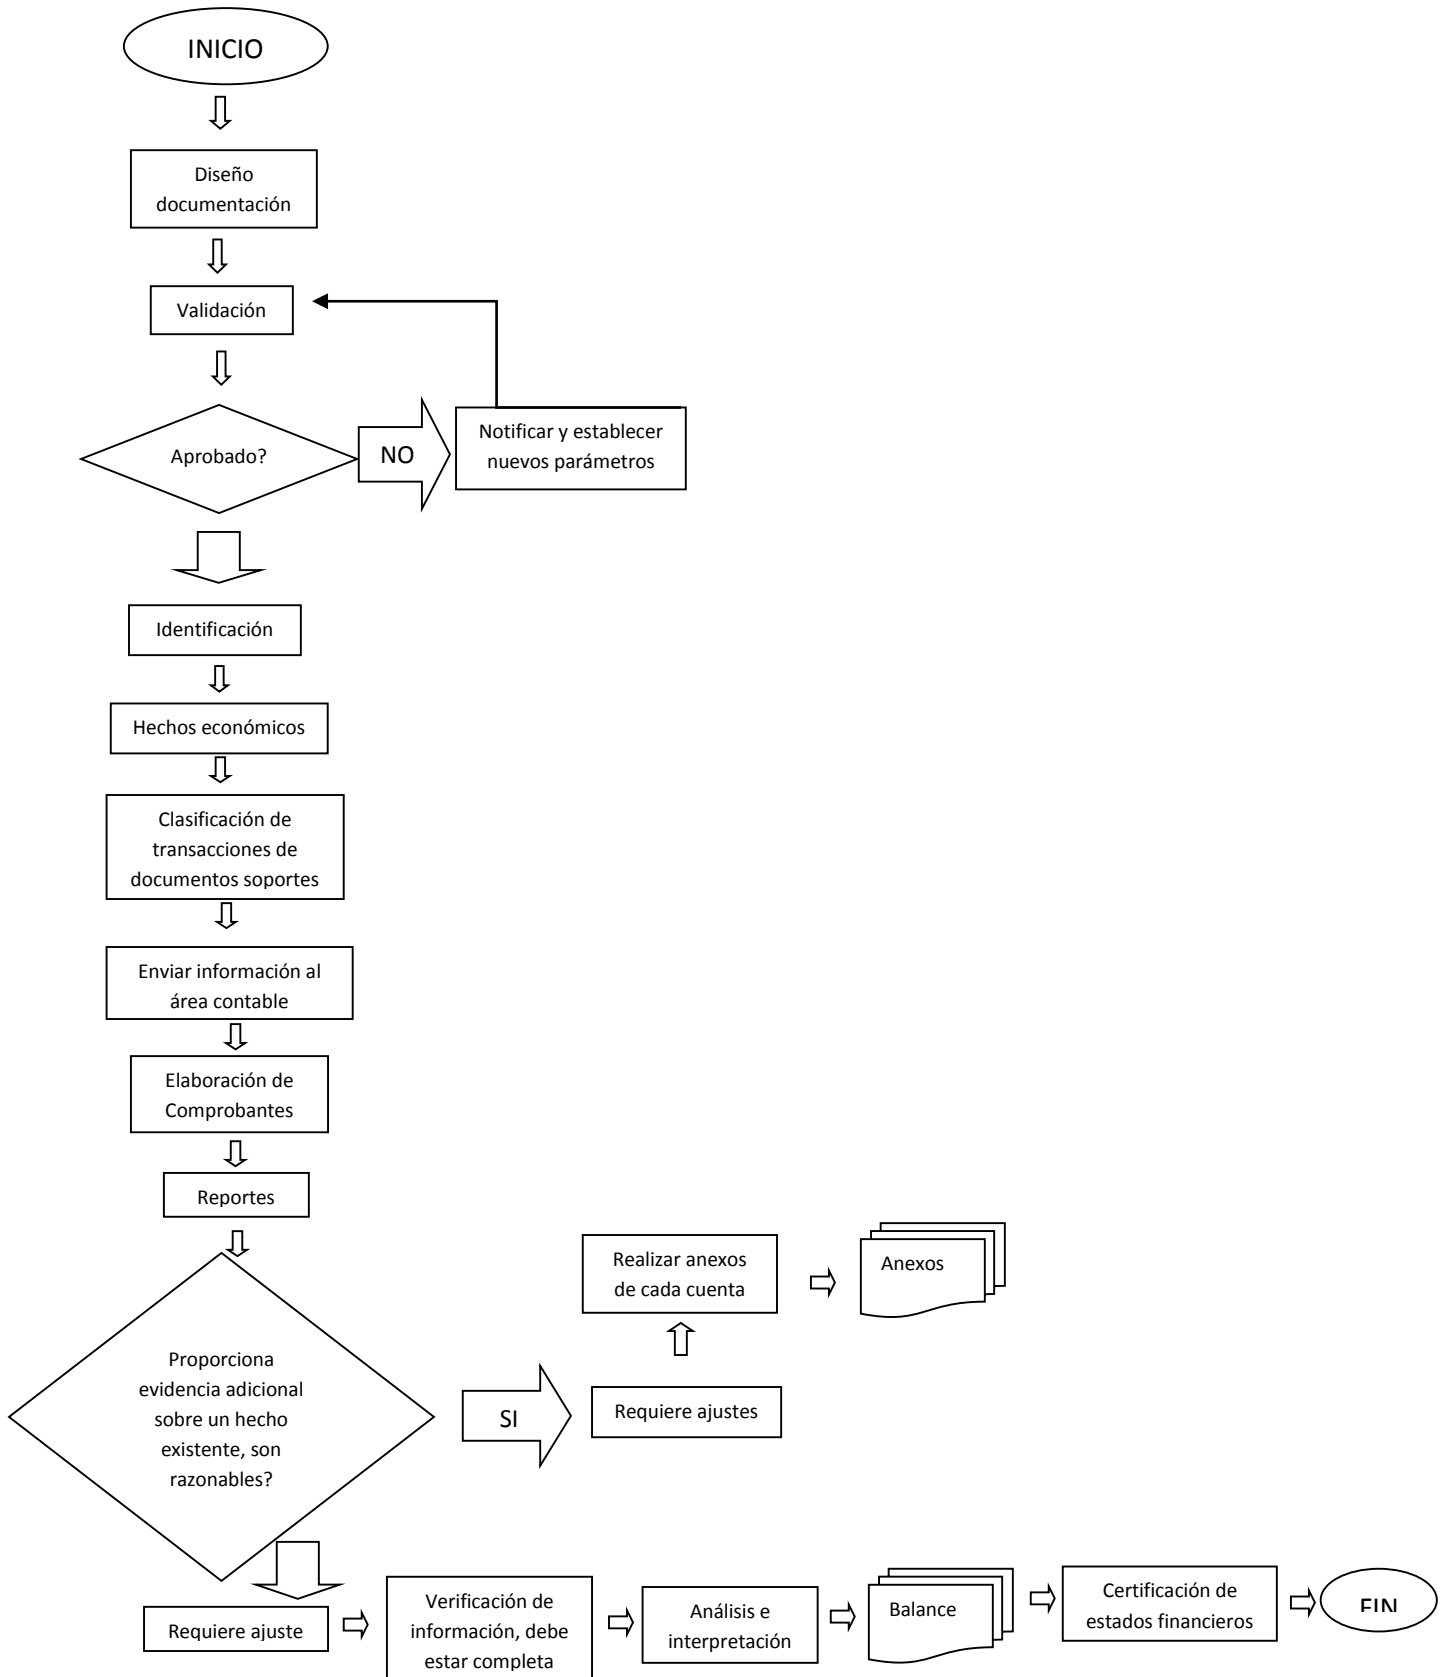 INICIO
Diseño
documentación
Validación
Aprobado?
NO
Notificar y establecer
nuevos parámetros
Identificación
Hechos económicos
Clasificación de
transacciones de
documentos soportes
Enviar información al
área contable
Elaboración de
Comprobantes
Reportes
Proporciona
evidencia adicional
sobre un hecho
existente, son
razonables?
SI
Requiere ajustes
Realizar anexos
de cada cuenta
Anexos
Requiere ajuste
Verificación de
información, debe
estar completa
Análisis e
interpretación
Balance
Certificación de
estados financieros
FIN